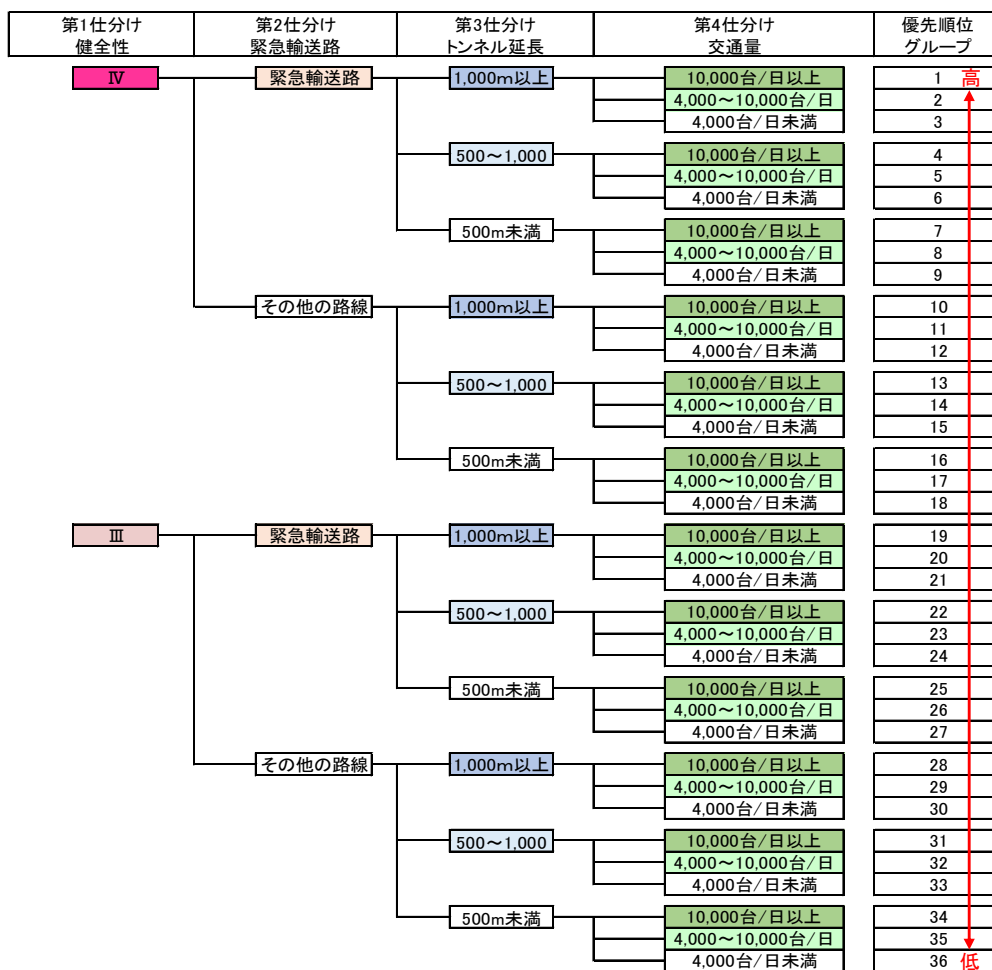 第1仕分け 第2仕分け 第3仕分け 第4仕分け 優先順位
健全性 緊急輸送路 トンネル延長 交通量 グループ
Ⅳ 緊急輸送路 1,000m以上 10,000台/日以上 1 高
4,000～10,000台/日 2
4,000台/日未満 3
500～1,000 10,000台/日以上 4
4,000～10,000台/日 5
4,000台/日未満 6
500m未満 10,000台/日以上 7
4,000～10,000台/日 8
4,000台/日未満 9
その他の路線 1,000m以上 10,000台/日以上 10
4,000～10,000台/日 11
4,000台/日未満 12
500～1,000 10,000台/日以上 13
4,000～10,000台/日 14
4,000台/日未満 15
500m未満 10,000台/日以上 16
4,000～10,000台/日 17
4,000台/日未満 18
Ⅲ 緊急輸送路 1,000m以上 10,000台/日以上 19
4,000～10,000台/日 20
4,000台/日未満 21
500～1,000 10,000台/日以上 22
4,000～10,000台/日 23
4,000台/日未満 24
500m未満 10,000台/日以上 25
4,000～10,000台/日 26
4,000台/日未満 27
その他の路線 1,000m以上 10,000台/日以上 28
4,000～10,000台/日 29
4,000台/日未満 30
500～1,000 10,000台/日以上 31
4,000～10,000台/日 32
4,000台/日未満 33
500m未満 10,000台/日以上 34
4,000～10,000台/日 35
4,000台/日未満 36 低